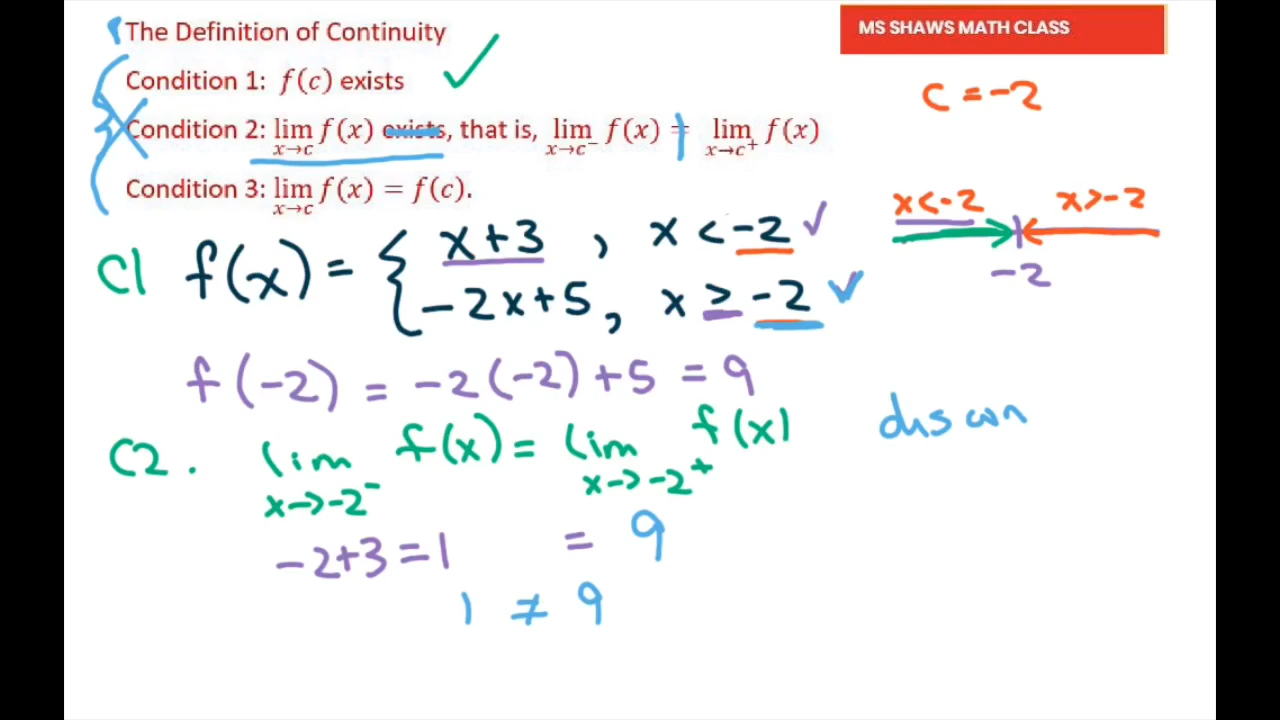 The Definition of Continuity
MS SHAWS MATH CLASS
Condition 1: f(c) exists
c = -2
Condition 2: lim x→c f(x) exists, that is, lim x→c⁻ f(x) = lim x→c⁺ f(x)
Condition 3: lim x→c f(x) = f(c).
x<-2 x>-2
-2
C1 f(x) = { x+3, x < -2
-2x+5, x ≥ -2
f(-2) = -2(-2)+5 = 9
C2. lim x→-2⁻ f(x) = lim x→-2⁺ f(x)
-2+3=1 = 9
1 ≠ 9